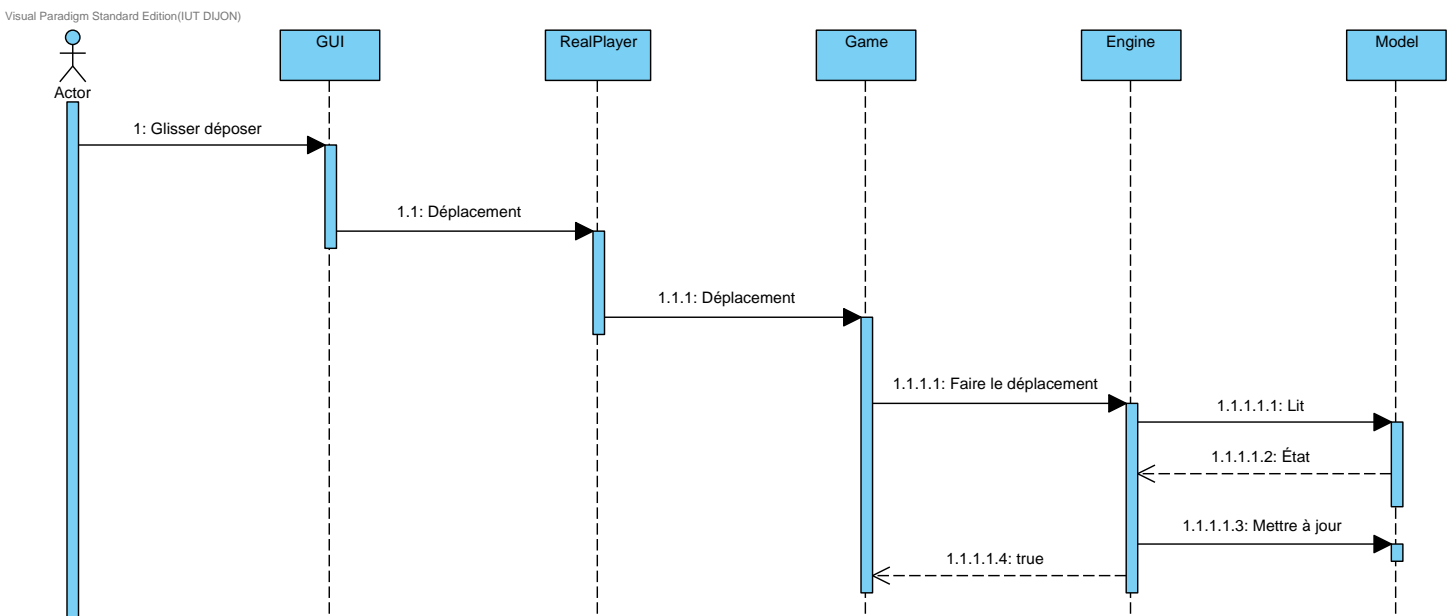 Visual Paradigm Standard Edition(IUT DIJON)
Actor
GUI
RealPlayer
Game
Engine
Model
1: Glisser déposer
1.1: Déplacement
1.1.1: Déplacement
1.1.1.1: Faire le déplacement
1.1.1.1.1: Lit
1.1.1.1.2: État
1.1.1.1.3: Mettre à jour
1.1.1.1.4: true